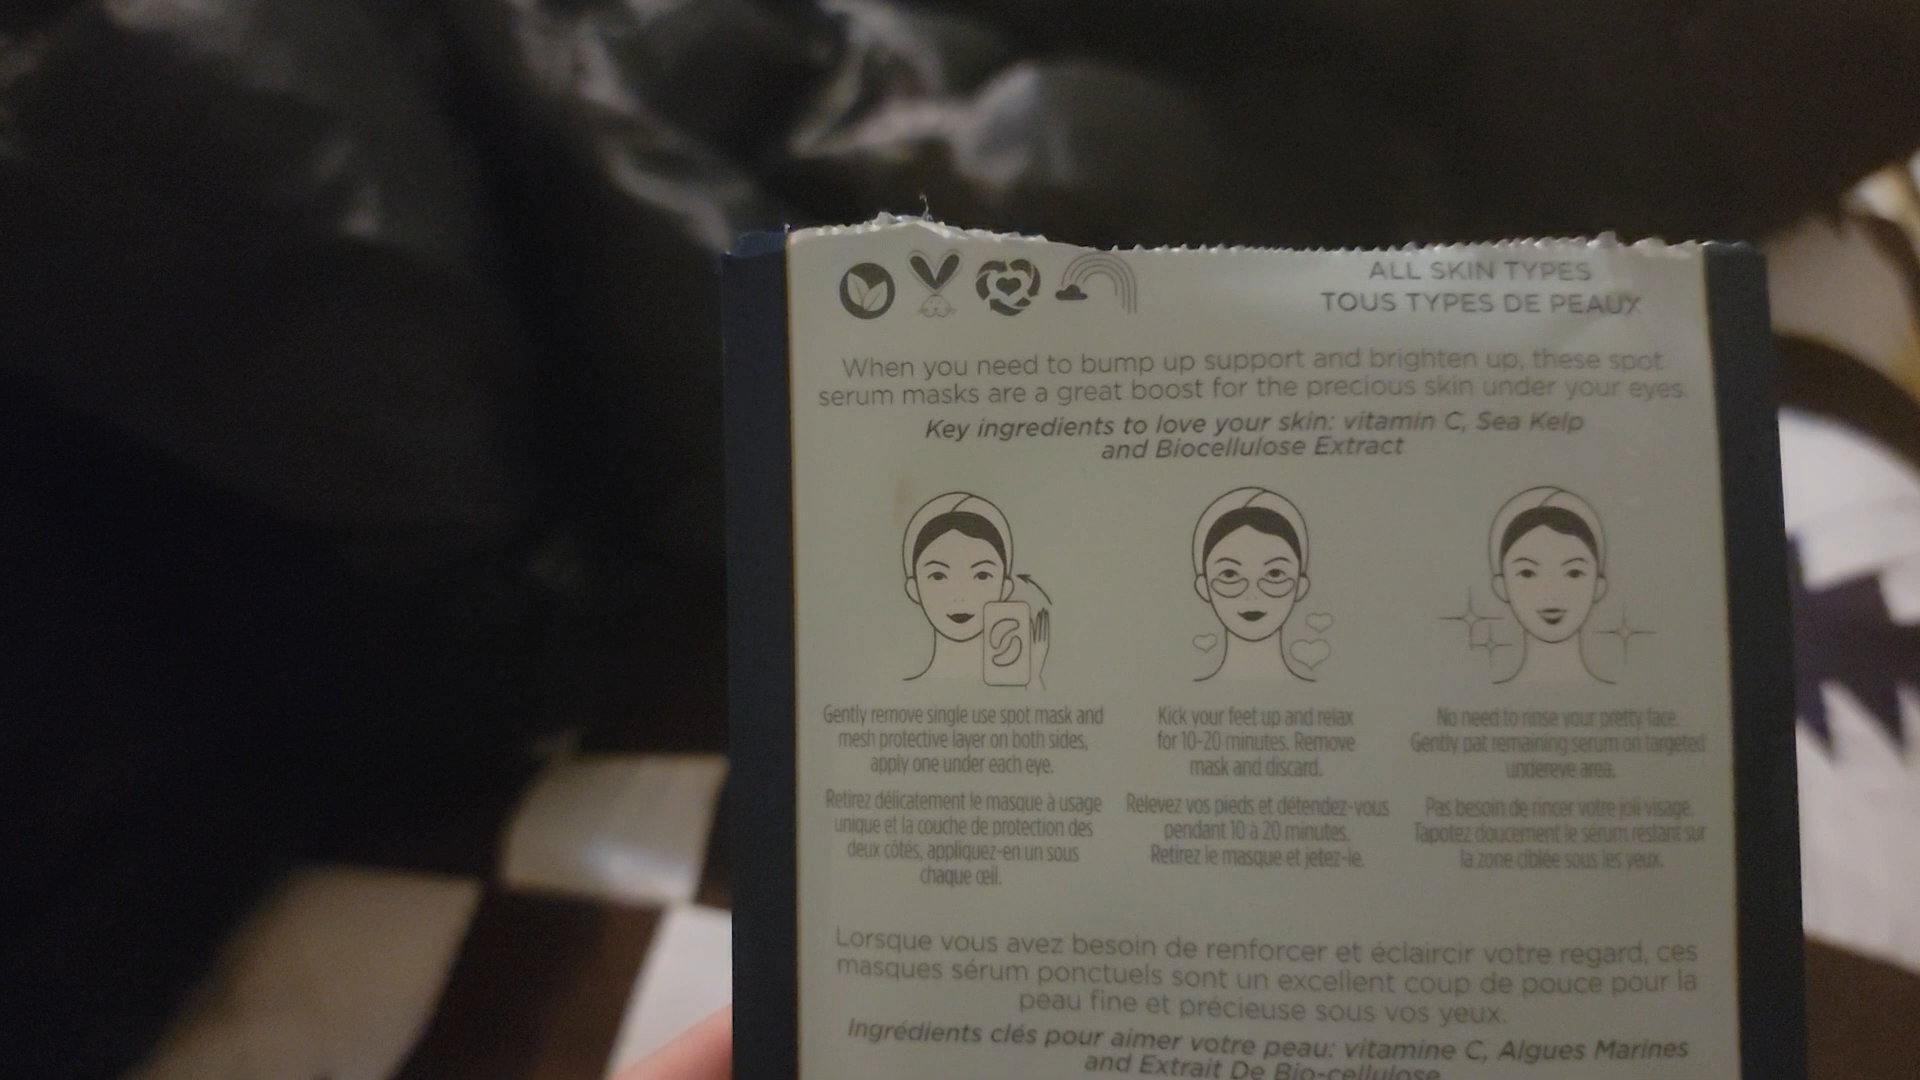 ALL SKIN TYPES
TOUS TYPES DE PEAUX
When you need to bump up support and brighten up, these spot
serum masks are a great boost for the precious skin under your eyes.
Key ingredients to love your skin: vitamin C, Sea Kelp
and Biocellulose Extract
Gently remove single use spot mask and
mesh protective layer on both sides,
apply one under each eye.
Retirez délicatement le masque à usage
unique et la couche de protection des
deux côtés, appliquez-en un sous
chaque œil.
Kick your feet up and relax
for 10-20 minutes. Remove
mask and discard.
Relevez vos pieds et détendez-vous
pendant 10 à 20 minutes.
Retirez le masque et jetez-le.
No need to rinse your pretty face.
Gently pat remaining serum on targeted
undereye area.
Pas besoin de rincer votre joli visage.
Tapotez doucement le sérum restant sur
la zone ciblée sous les yeux.
Lorsque vous avez besoin de renforcer et éclaircir votre regard, ces
masques sérum ponctuels sont un excellent coup de pouce pour la
peau fine et précieuse sous vos yeux.
Ingrédients clés pour aimer votre peau: vitamine C, Algues Marines
and Extrait De Bio-cellulose